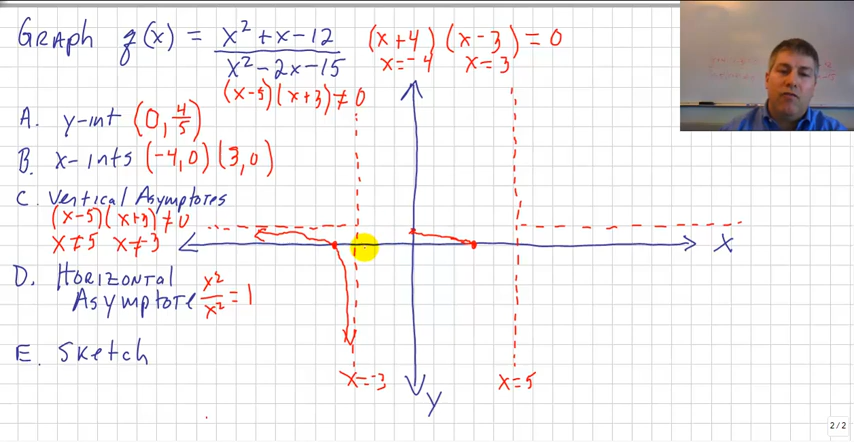 GRAPH g(x) = \frac{x² + x - 12}{x² - 2x - 15} (x+4)(x-3) = 0
x=-4 x=3
(x-5)(x+3) ≠ 0
A. y-int (0, 4/5)
B. x-ints (-4, 0) (3, 0)
C. Vertical Asymptotes
(x-5)(x+3) ≠ 0
x ≠ 5 x ≠ -3
X
D. HORIZONTAL
ASymptote x²/x² = 1
E. Sketch
x=-3
x=5
y
2/2